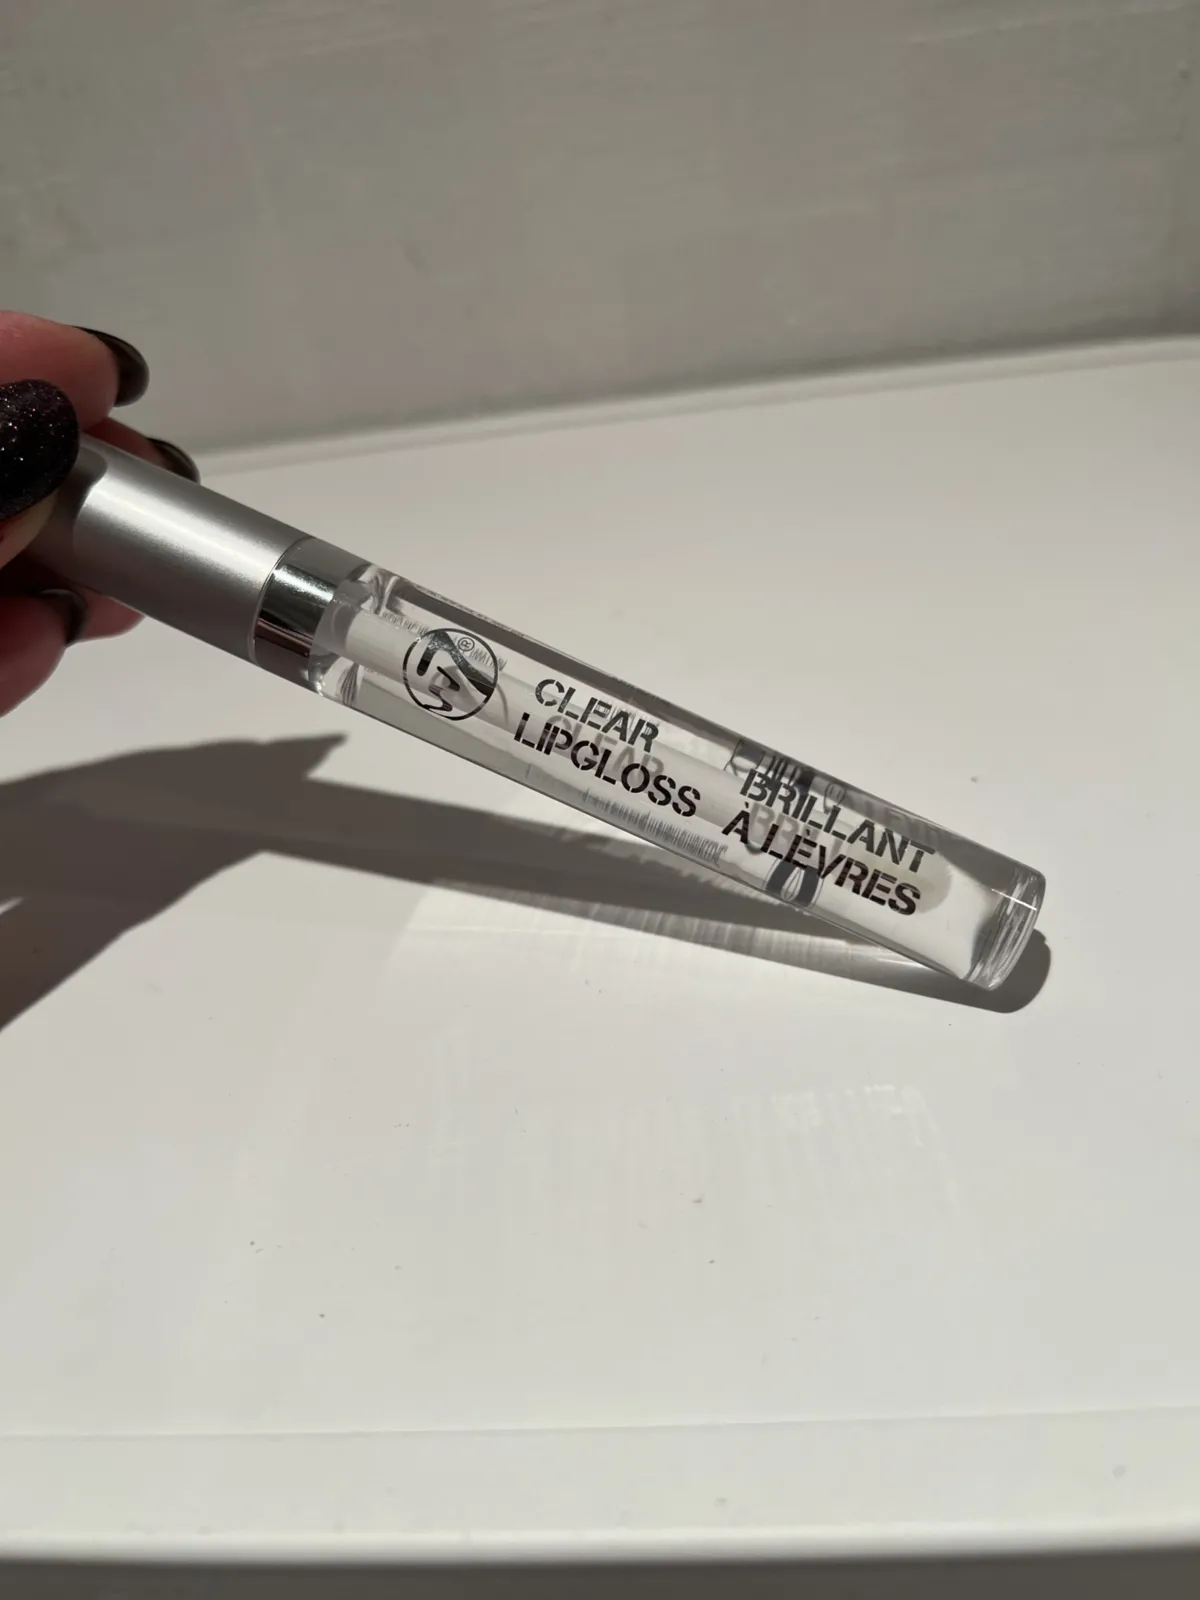 ®
CLEAR
LIPGLOSS
BRILLANT
À LÈVRES